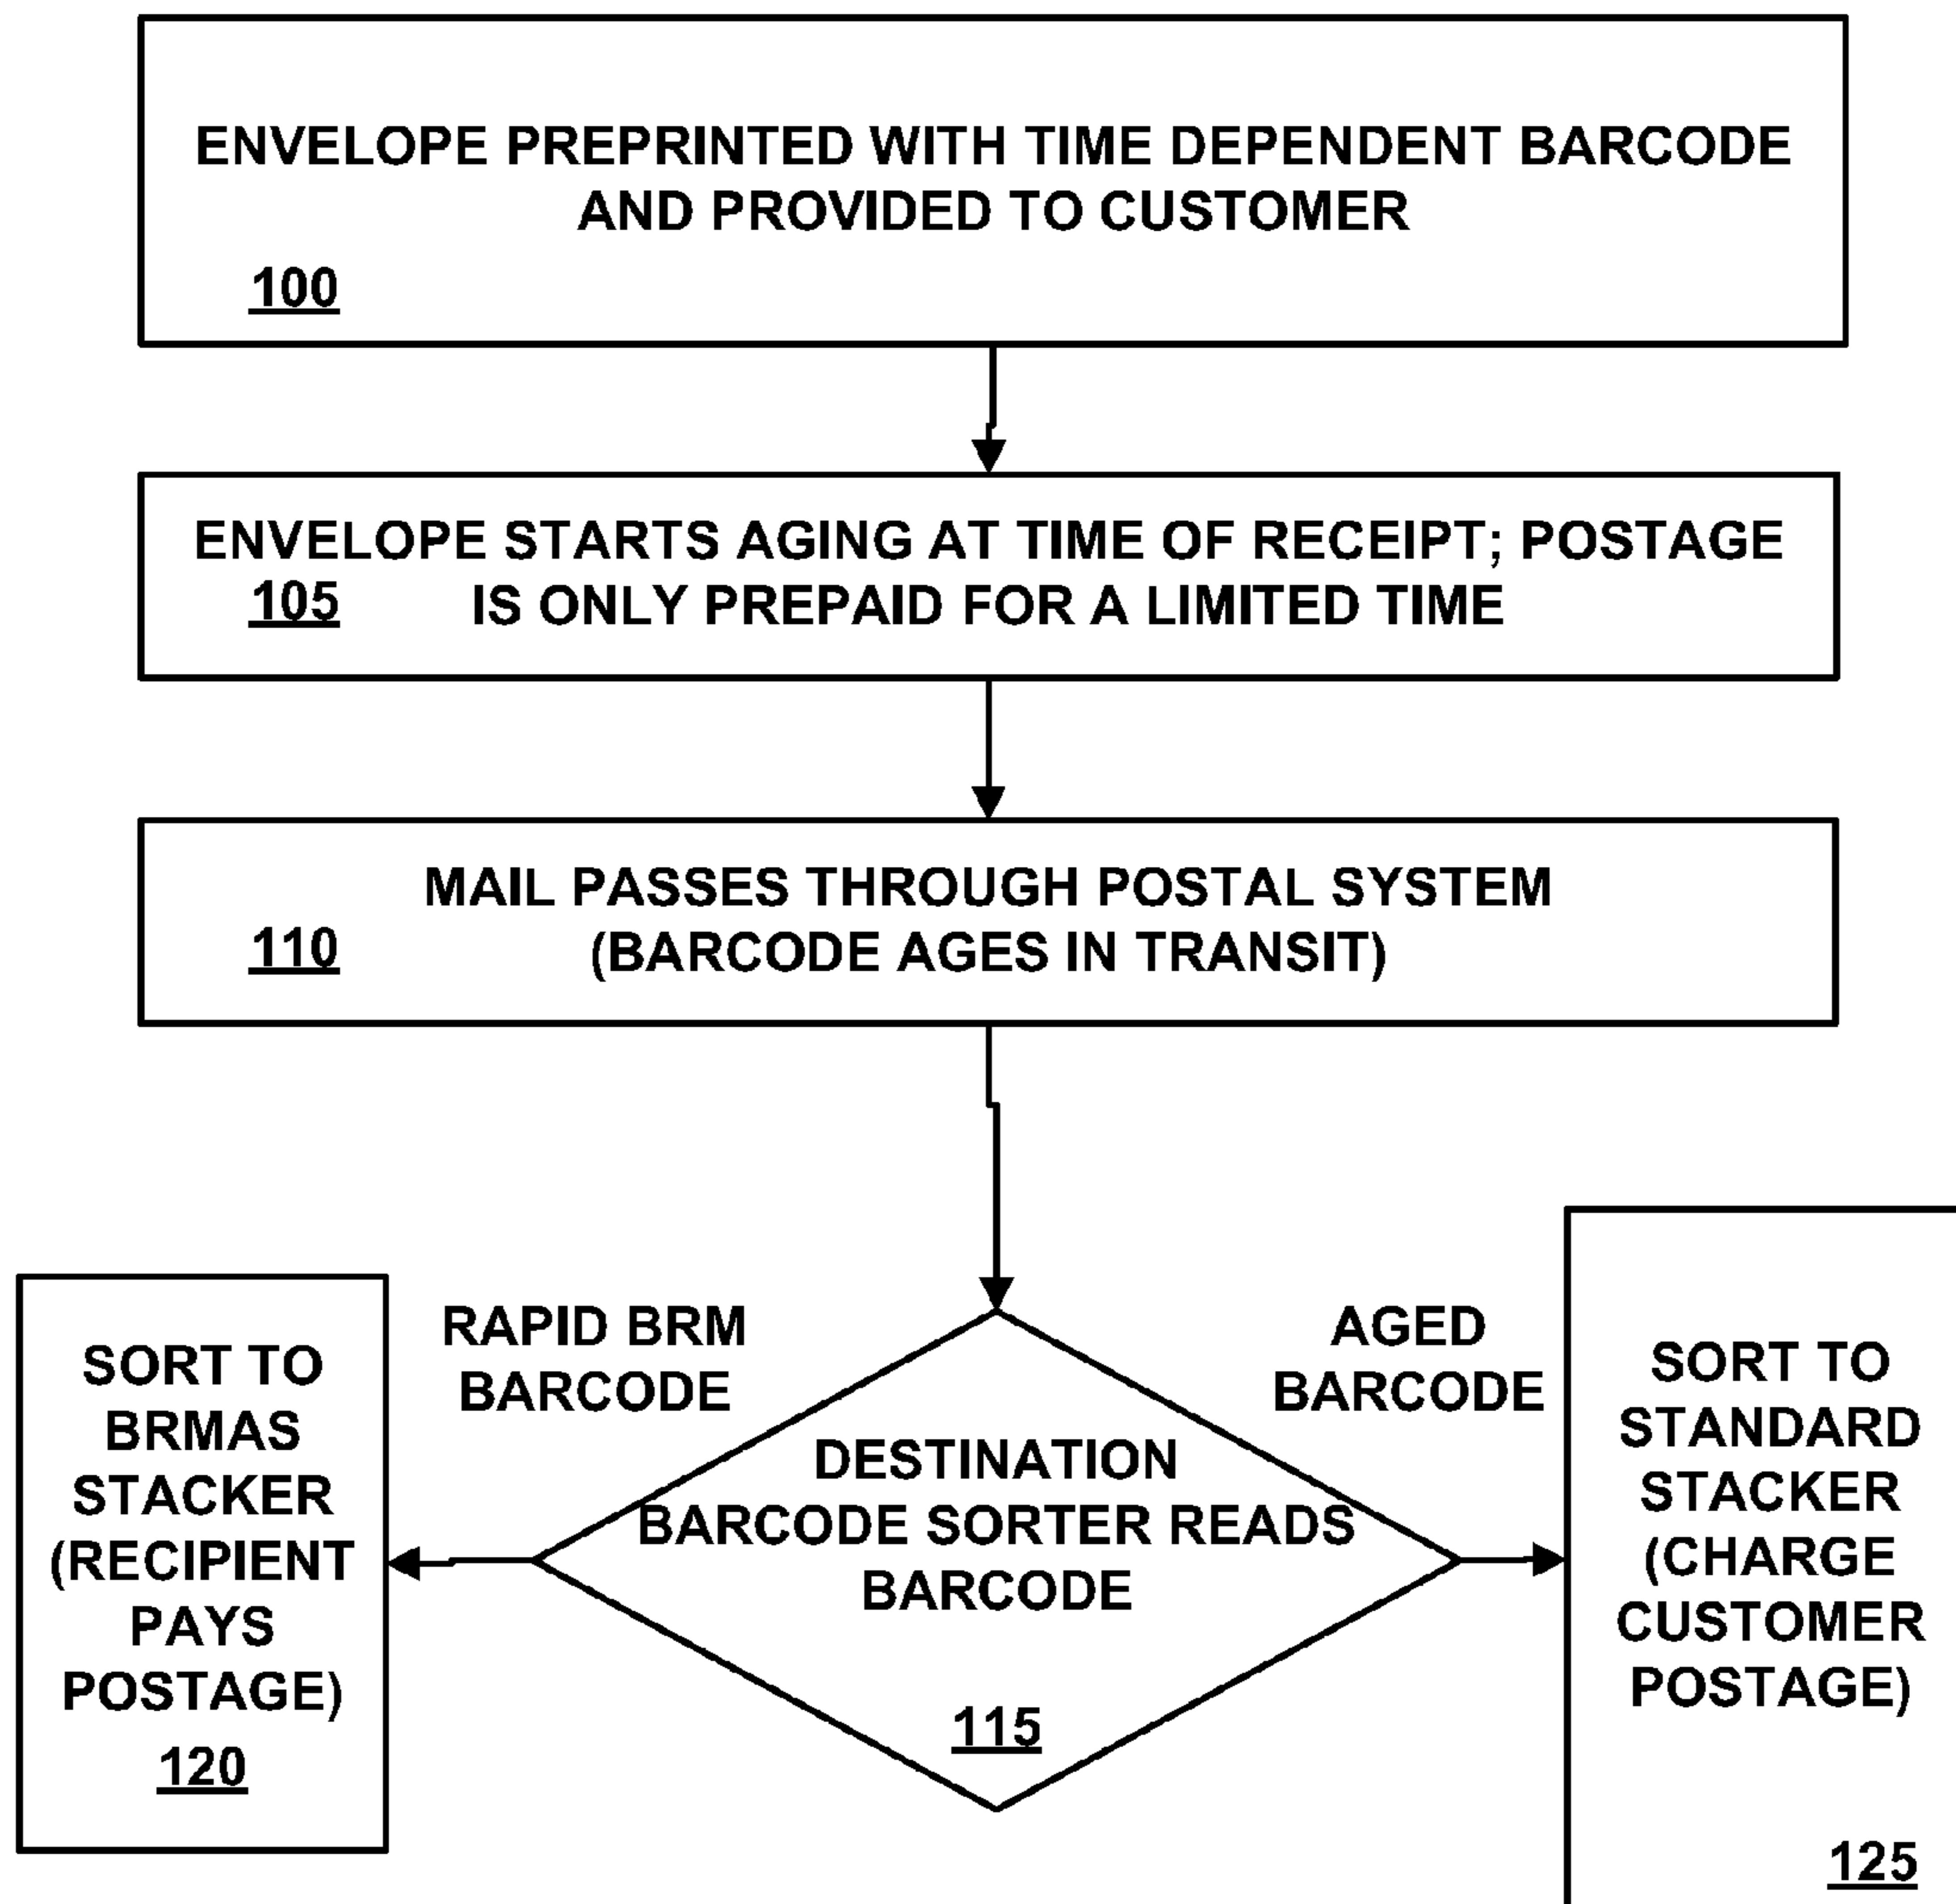 ENVELOPE PREPRINTED WITH TIME DEPENDENT BARCODE
AND PROVIDED TO CUSTOMER
100
ENVELOPE STARTS AGING AT TIME OF RECEIPT; POSTAGE
105 IS ONLY PREPAID FOR A LIMITED TIME
MAIL PASSES THROUGH POSTAL SYSTEM
110 (BARCODE AGES IN TRANSIT)
RAPID BRM
BARCODE
AGED
BARCODE
DESTINATION
BARCODE SORTER READS
BARCODE
115
SORT TO
BRMAS
STACKER
(RECIPIENT
PAYS
POSTAGE)
120
SORT TO
STANDARD
STACKER
(CHARGE
CUSTOMER
POSTAGE)
125